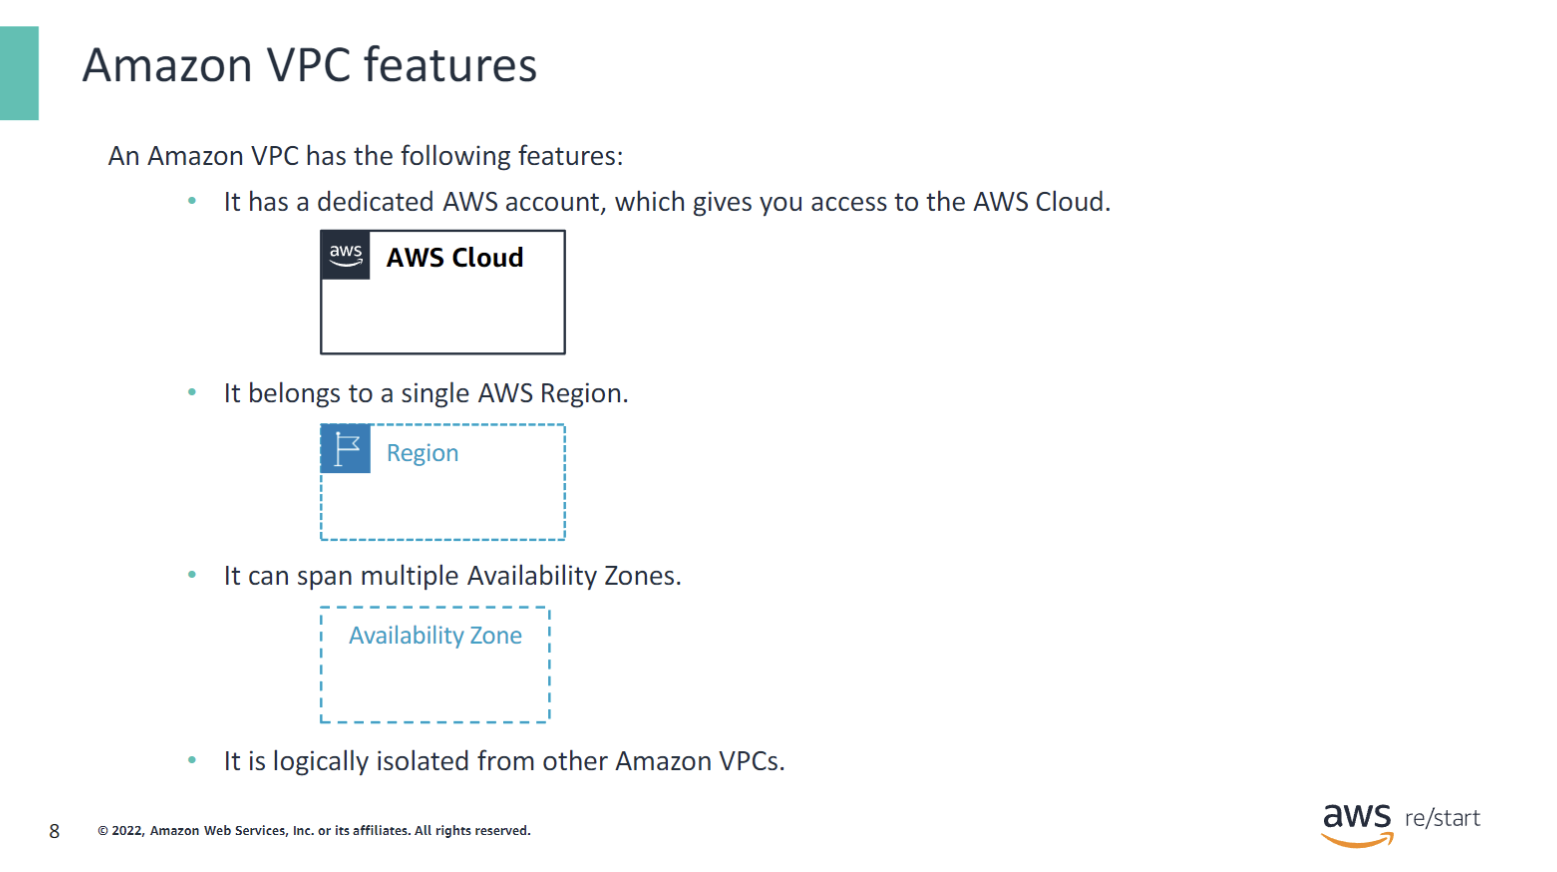 Amazon VPC features
An Amazon VPC has the following features:
• It has a dedicated AWS account, which gives you access to the AWS Cloud.
aws AWS Cloud
• It belongs to a single AWS Region.
Region
• It can span multiple Availability Zones.
Availability Zone
• It is logically isolated from other Amazon VPCs.
8 © 2022, Amazon Web Services, Inc. or its affiliates. All rights reserved.
aws re/start